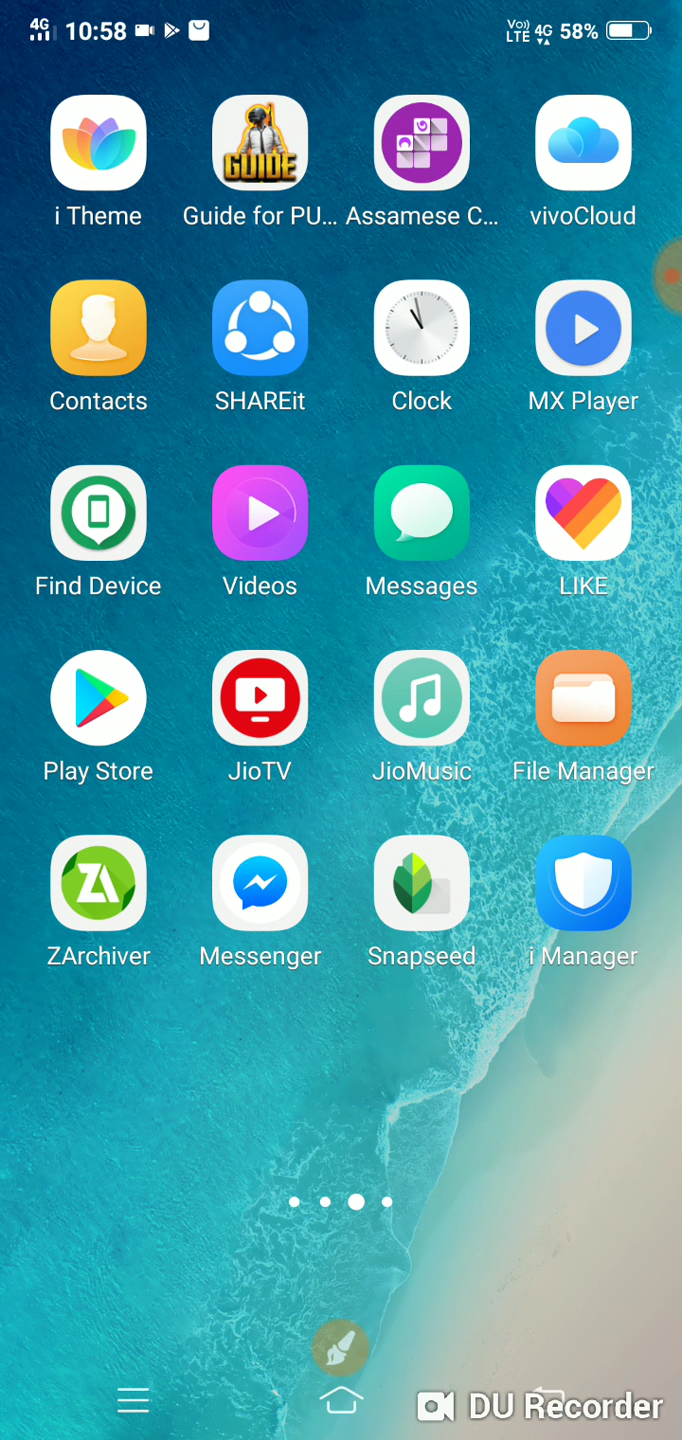 4G 10:58 Vo)) LTE 4G 58%
i Theme Guide for PU... Assamese C... vivoCloud
GUIDE
Contacts SHAREit Clock MX Player
Find Device Videos Messages LIKE
Play Store JioTV JioMusic File Manager
ZA
ZArchiver Messenger Snapseed i Manager
DU Recorder